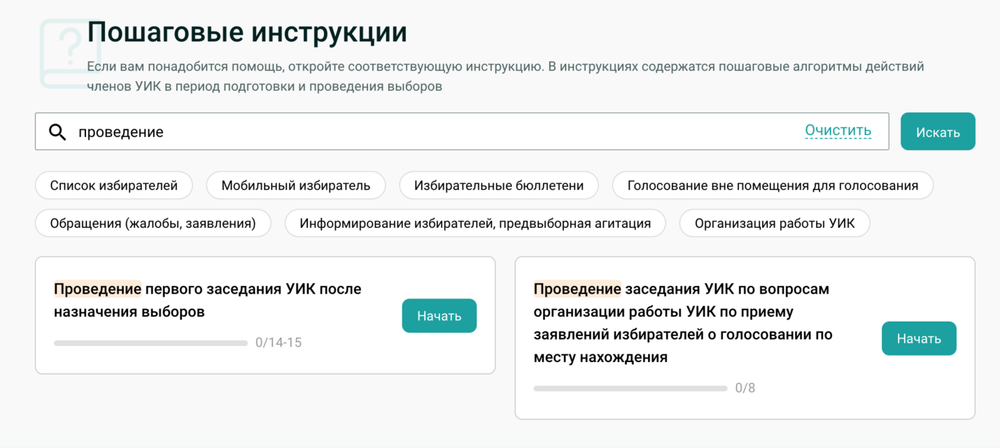 Пошаговые инструкции
Если вам понадобится помощь, откройте соответствующую инструкцию. В инструкциях содержатся пошаговые алгоритмы действий
членов УИК в период подготовки и проведения выборов
проведение
Очистить
Искать
Список избирателей
Мобильный избиратель
Избирательные бюллетени
Голосование вне помещения для голосования
Обращения (жалобы, заявления)
Информирование избирателей, предвыборная агитация
Организация работы УИК
Проведение первого заседания УИК после
назначения выборов
Начать
0/14-15
Проведение заседания УИК по вопросам
организации работы УИК по приему
заявлений избирателей о голосовании по
месту нахождения
Начать
0/8